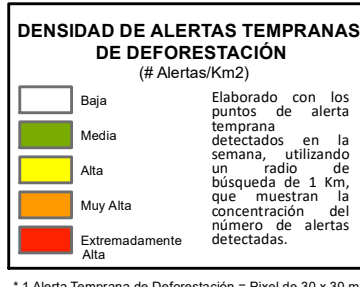 DENSIDAD DE ALERTAS TEMPRANAS
DE DEFORESTACIÓN
(# Alertas/Km2)
Baja
Media
Alta
Muy Alta
Extremadamente
Alta
Elaborado con los
puntos de alerta
temprana
detectados en la
semana, utilizando
un radio de
búsqueda de 1 Km,
que muestran la
concentración del
número de alertas
detectadas.
* 1 Alerta Temprana de Deforestación = Pixel de 30 x 30 m